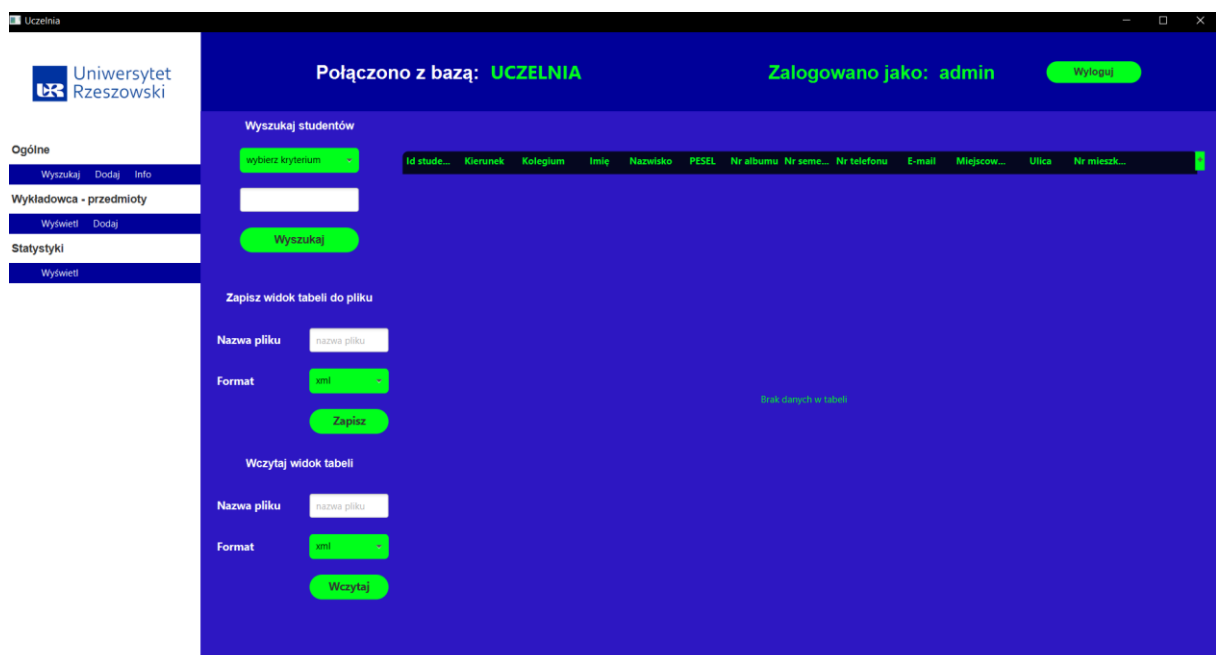 Uczelnia
Uniwersytet
Rzeszowski
UR
Połączono z bazą: UCZELNIA
Zalogowano jako: admin
Wyloguj
Ogólne
Wyszukaj Dodaj Info
Wykładowca - przedmioty
Wyświetl Dodaj
Statystyki
Wyświetl
Wyszukaj studentów
wybierz kryterium
Wyszukaj
Zapisz widok tabeli do pliku
Nazwa pliku nazwa pliku
Format xml
Zapisz
Wczytaj widok tabeli
Nazwa pliku nazwa pliku
Format xml
Wczytaj
Id stude... Kierunek Kolegium Imię Nazwisko PESEL Nr albumu Nr seme... Nr telefonu E-mail Miejscow... Ulica Nr mieszk... +
Brak danych w tabeli